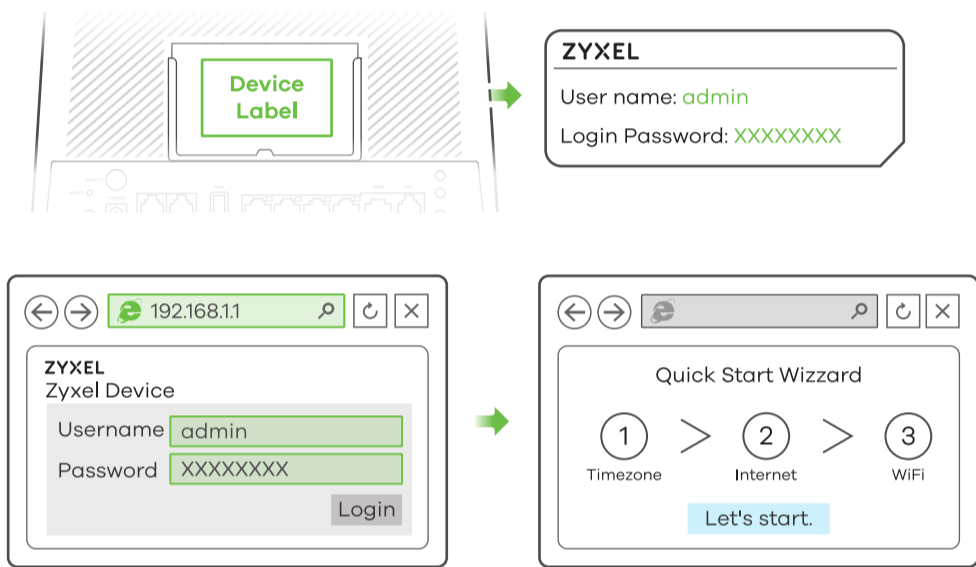 Device
Label
ZYXEL
User name: admin
Login Password: XXXXXXXX
192.168.1.1
ZYXEL
Zyxel Device
Username admin
Password XXXXXXXX
Login
Quick Start Wizzard
1 > 2 > 3
Timezone Internet WiFi
Let's start.